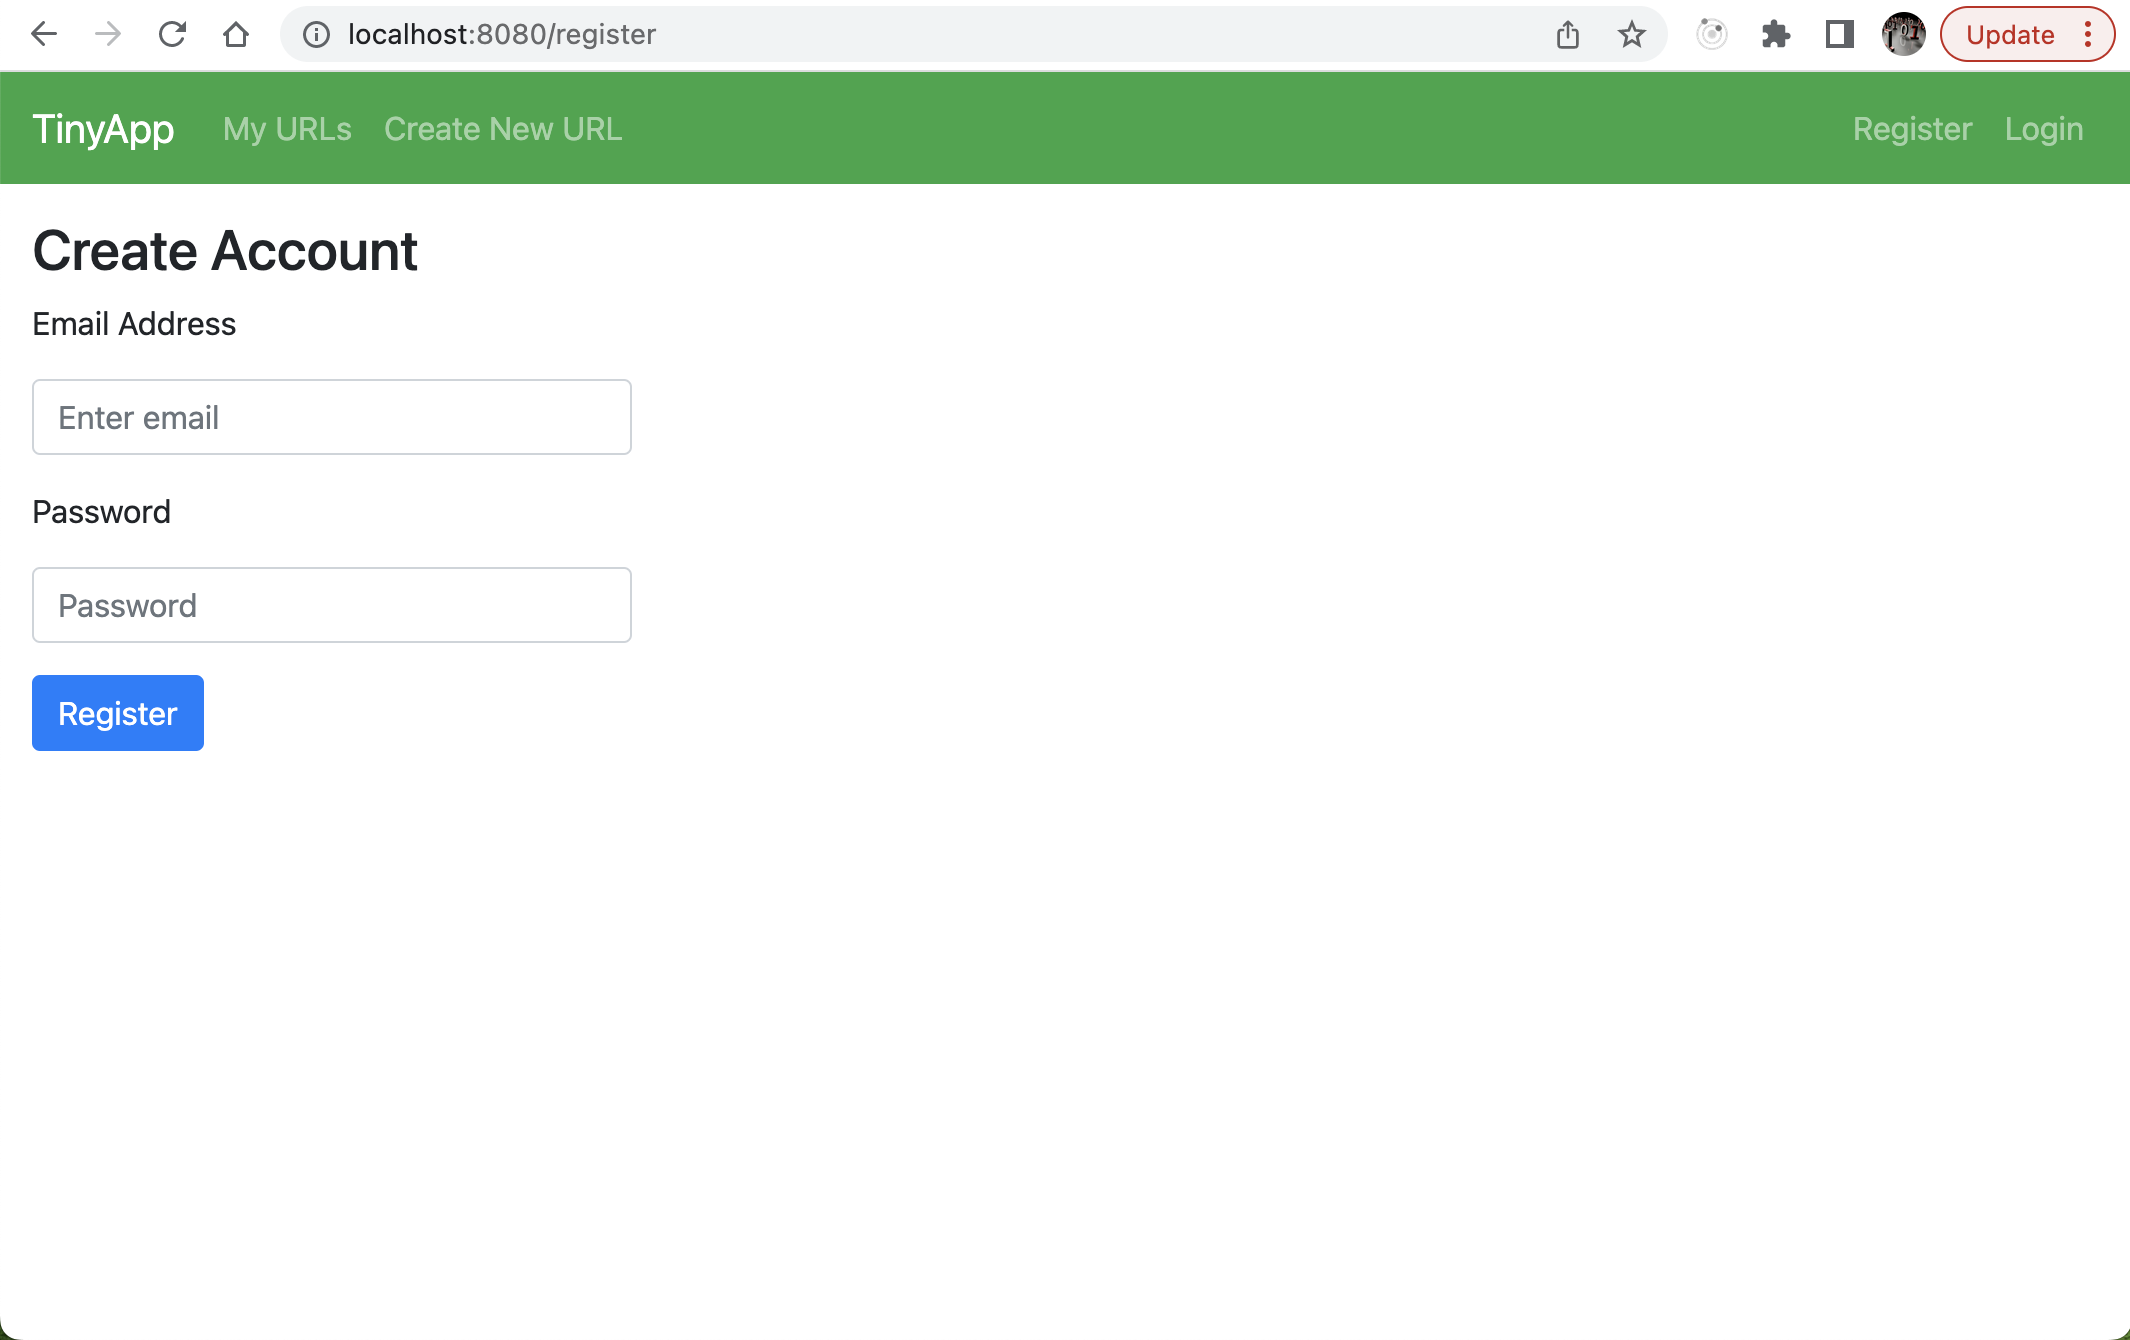 localhost:8080/register
Update
TinyApp My URLs Create New URL Register Login
Create Account
Email Address
Enter email
Password
Password
Register